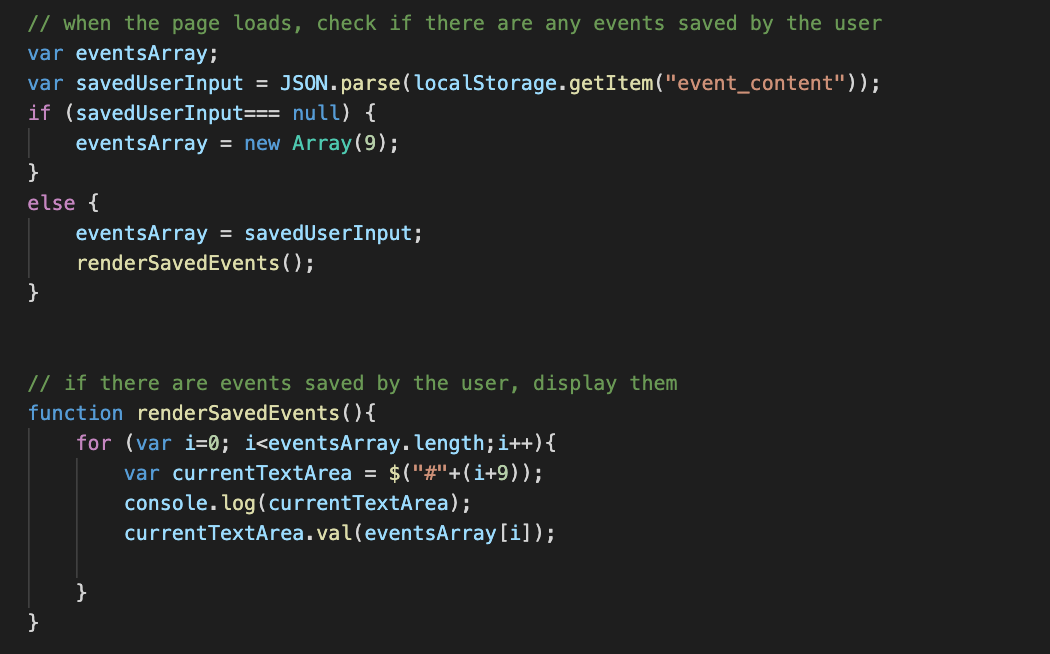 // when the page loads, check if there are any events saved by the user
var eventsArray;
var savedUserInput = JSON.parse(localStorage.getItem("event_content"));
if (savedUserInput=== null) {
    eventsArray = new Array(9);
}
else {
    eventsArray = savedUserInput;
    renderSavedEvents();
}
// if there are events saved by the user, display them
function renderSavedEvents(){
    for (var i=0; i<eventsArray.length;i++){
        var currentTextArea = $("#"+(i+9));
        console.log(currentTextArea);
        currentTextArea.val(eventsArray[i]);
    }
}